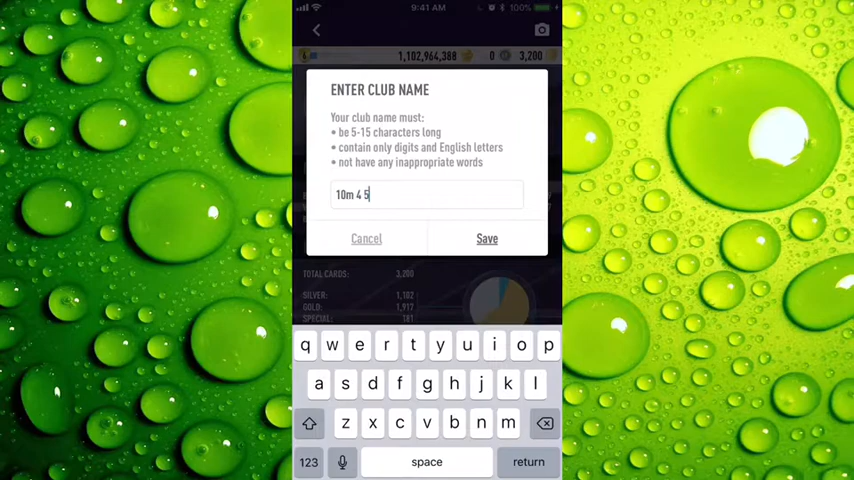 9:41 AM
100%
1,102,964,388 0 3,200
ENTER CLUB NAME
Your club name must:
• be 5-15 characters long
• contain only digits and English letters
• not have any inappropriate words
10m 4 5
Cancel Save
TOTAL CARDS: 3,200
SILVER: 1,102
GOLD: 1,917
SPECIAL: 181
q w e r t y u i o p
a s d f g h j k l
z x c v b n m
123 space return